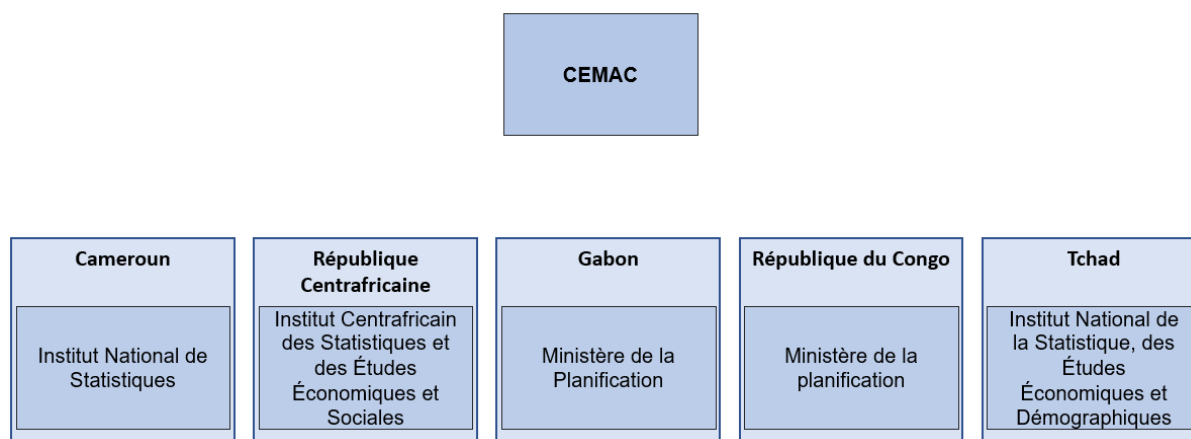 CEMAC
Cameroun
Institut National de
Statistiques
République
Centrafricaine
Institut Centrafricain
des Statistiques et
des Études
Économiques et
Sociales
Gabon
Ministère de la
Planification
République du Congo
Ministère de la
planification
Tchad
Institut National de
la Statistique, des
Études
Économiques et
Démographiques